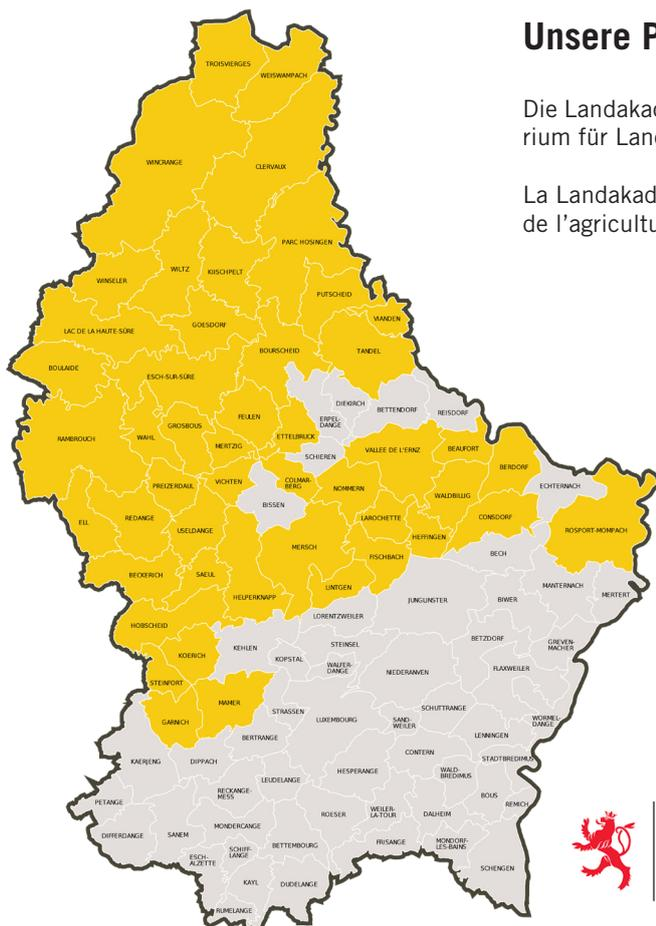 Unsere P
Die Landakad
rium für Land
La Landakad
de l'agricultu
TROISVIERGES
WEISWAMPACH
WINCRANGE
CLERVAUX
PARC HOSINGEN
WINSELER
WILTZ
KIISCHPELT
PUTSCHEID
VIANDEN
LAC DE LA HAUTE-SÛRE
GOESDORF
BOURSCHEID
TANDEL
BOULAIDE
ESCH-SUR-SÛRE
DIEKIRCH
BETTENDORF
REISDORF
FEULEN
ERPEL-
DANGE
GROSBOUS
RAMBROUCH
WAHL
MERTZIG
ETTELBRUCK
VALLEE DE L'ERNZ
BEAUFORT
SCHIEREN
BERDORF
PREIZERDAUL
VICHTEN
COLMAR-
BERG
NOMMERN
ECHTERNACH
WALDBILLIG
BISSEN
ELL
REDANGE
USELDANGE
LAROCHETTE
CONSDORF
ROSPORT-MOMPACH
HEFFINGEN
MERSCH
FISCHBACH
BECH
BECKERICH
SAEUL
LINTGEN
MANTERNACH
MERTERT
HELPERKNAPP
JUNGLINSTER
BIWER
LORENTZWEILER
HOBSCHEID
KEHLEN
STEINSEL
BETZDORF
GREVEN-
MACHER
KOERICH
KOPSTAL
WALFER-
DANGE
NIEDERANVEN
FLAXWEILER
STEINFORT
MAMER
STRASSEN
SCHUTTRANGE
GARNICH
LUXEMBOURG
SAND-
WEILER
WORMEL-
DANGE
BERTRANGE
LENNINGEN
CONTERN
STADTBREDIMUS
KAERJENG
DIPPACH
HESPERANGE
WALD-
BREDIMUS
LEUDELANGE
RECKANGE-
MESS
BOUS
REMICH
PETANGE
ROESER
WEILER-
LA-TOUR
DALHEIM
MONDERCANGE
DIFFERDANGE
SANEM
FRISANGE
MONDORF-
LES-BAINS
BETTEMBOURG
SCHIFF-
LANGE
ESCH-
ALZETTE
SCHENGEN
KAYL
DUDELANGE
RUMELANGE